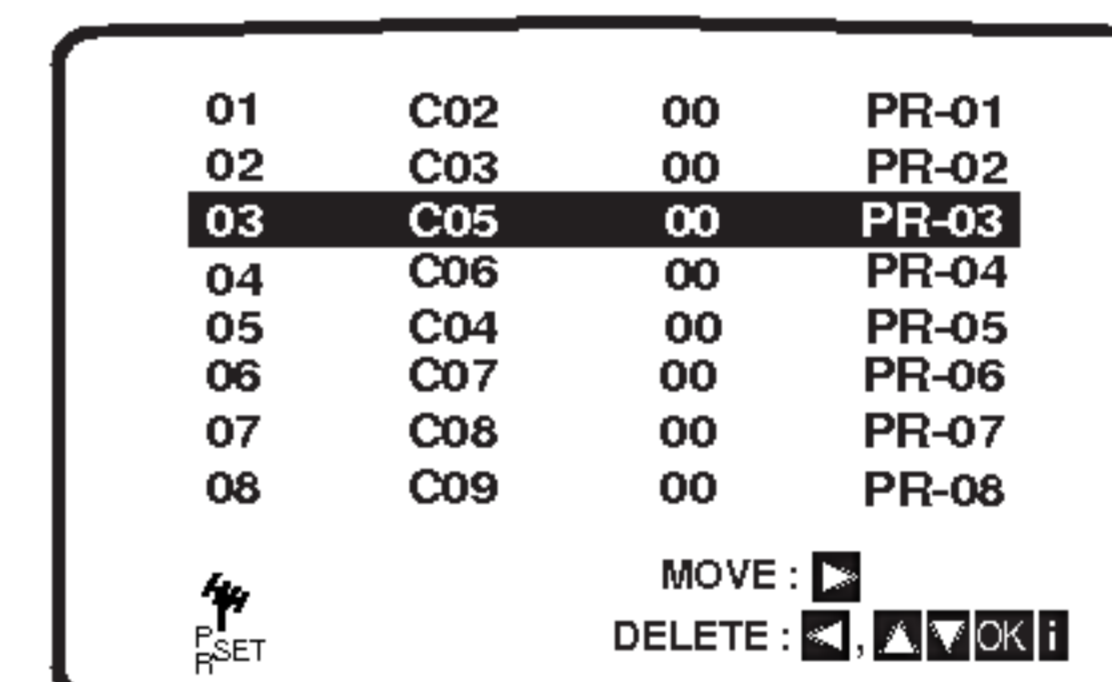 01 C02 00 PR-01
02 C03 00 PR-02
03 C05 00 PR-03
04 C06 00 PR-04
05 C04 00 PR-05
06 C07 00 PR-06
07 C08 00 PR-07
08 C09 00 PR-08
MOVE :
PR SET
DELETE : , OK i